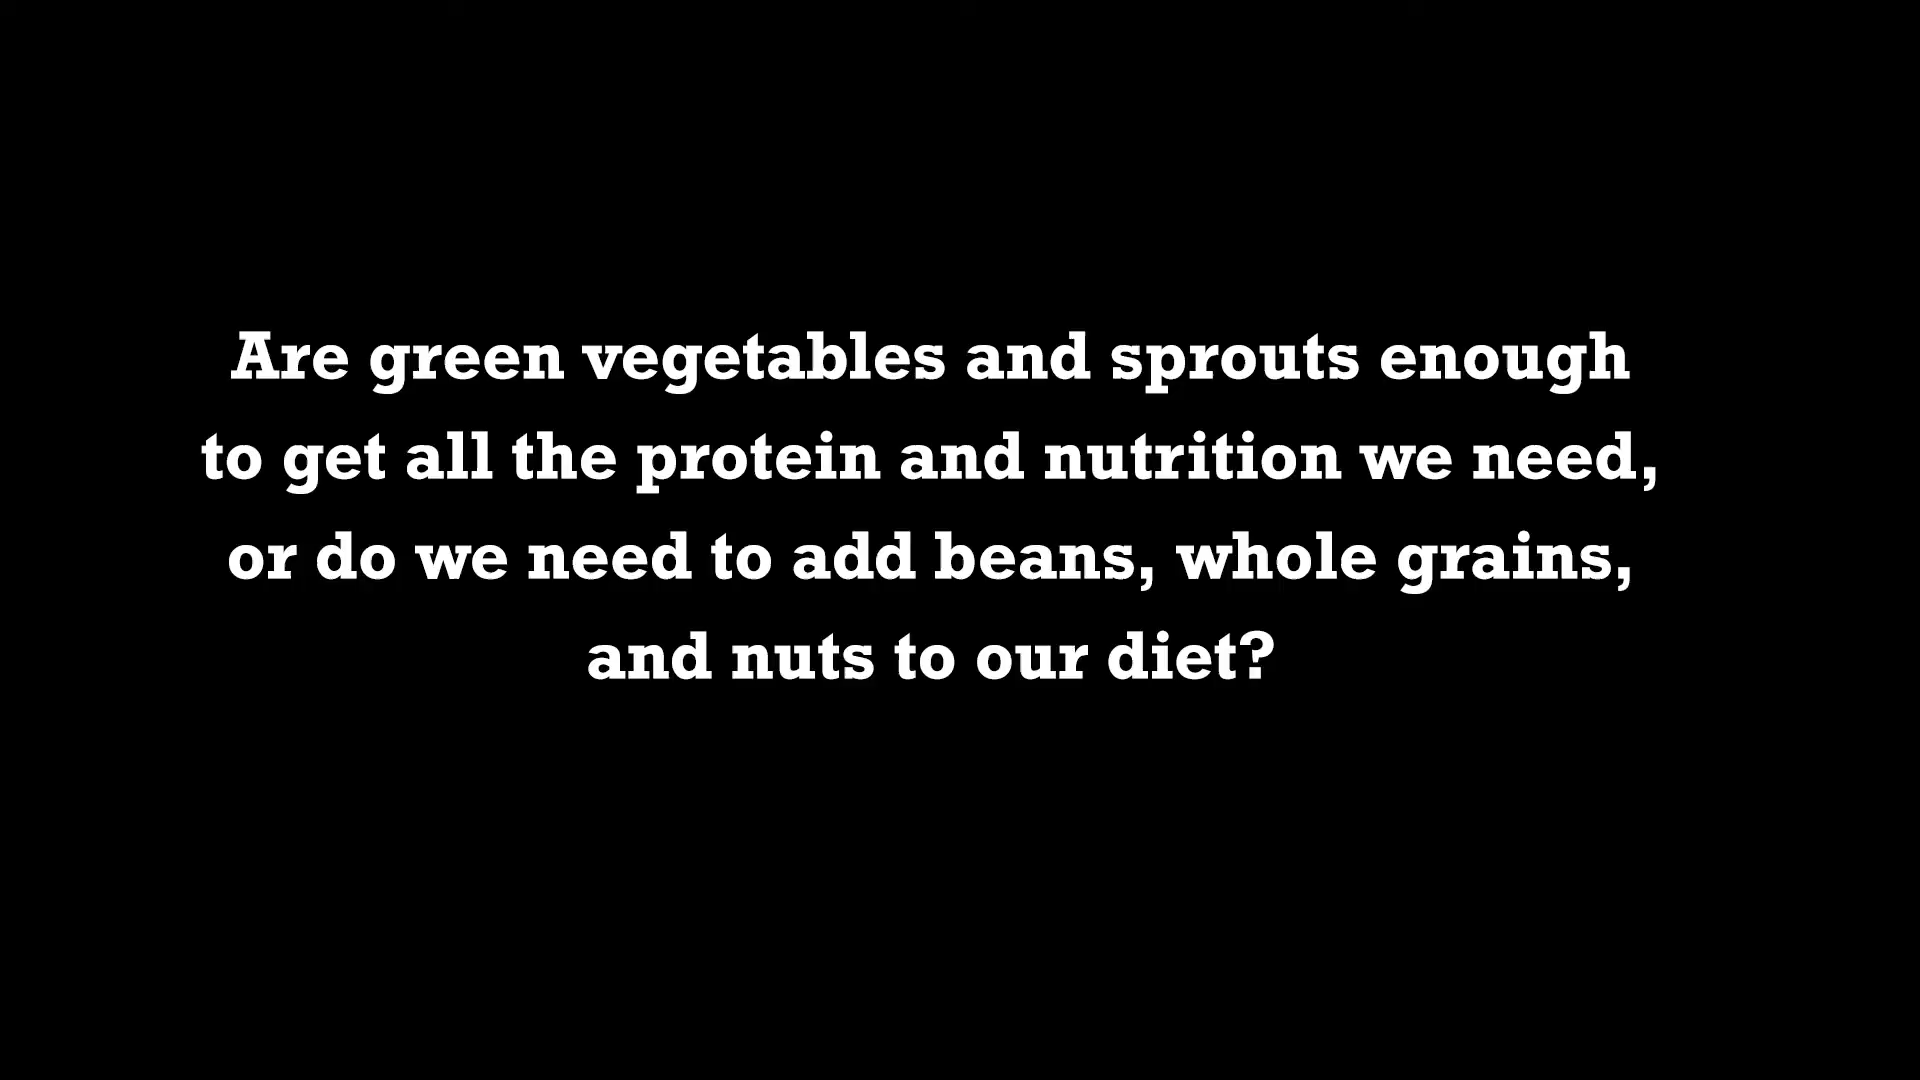 Are green vegetables and sprouts enough
to get all the protein and nutrition we need,
or do we need to add beans, whole grains,
and nuts to our diet?